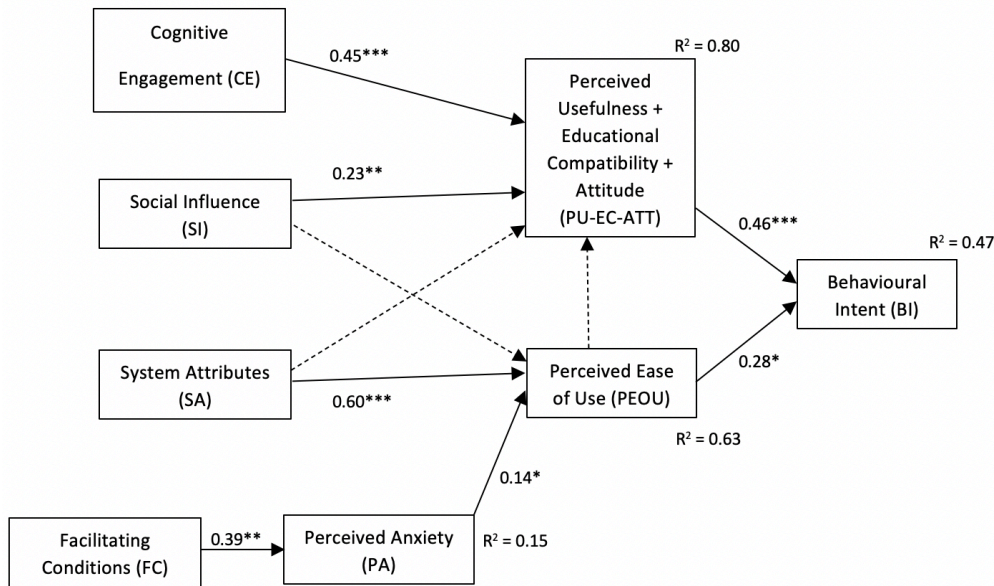 Cognitive
Engagement (CE)
0.45***
R² = 0.80
Perceived
Usefulness +
Educational
Compatibility +
Attitude
(PU-EC-ATT)
Social Influence
(SI)
0.23**
0.46***
R² = 0.47
Behavioural
Intent (BI)
System Attributes
(SA)
0.60***
Perceived Ease
of Use (PEOU)
0.28*
R² = 0.63
0.14*
Facilitating
Conditions (FC)
0.39**
Perceived Anxiety
(PA)
R² = 0.15